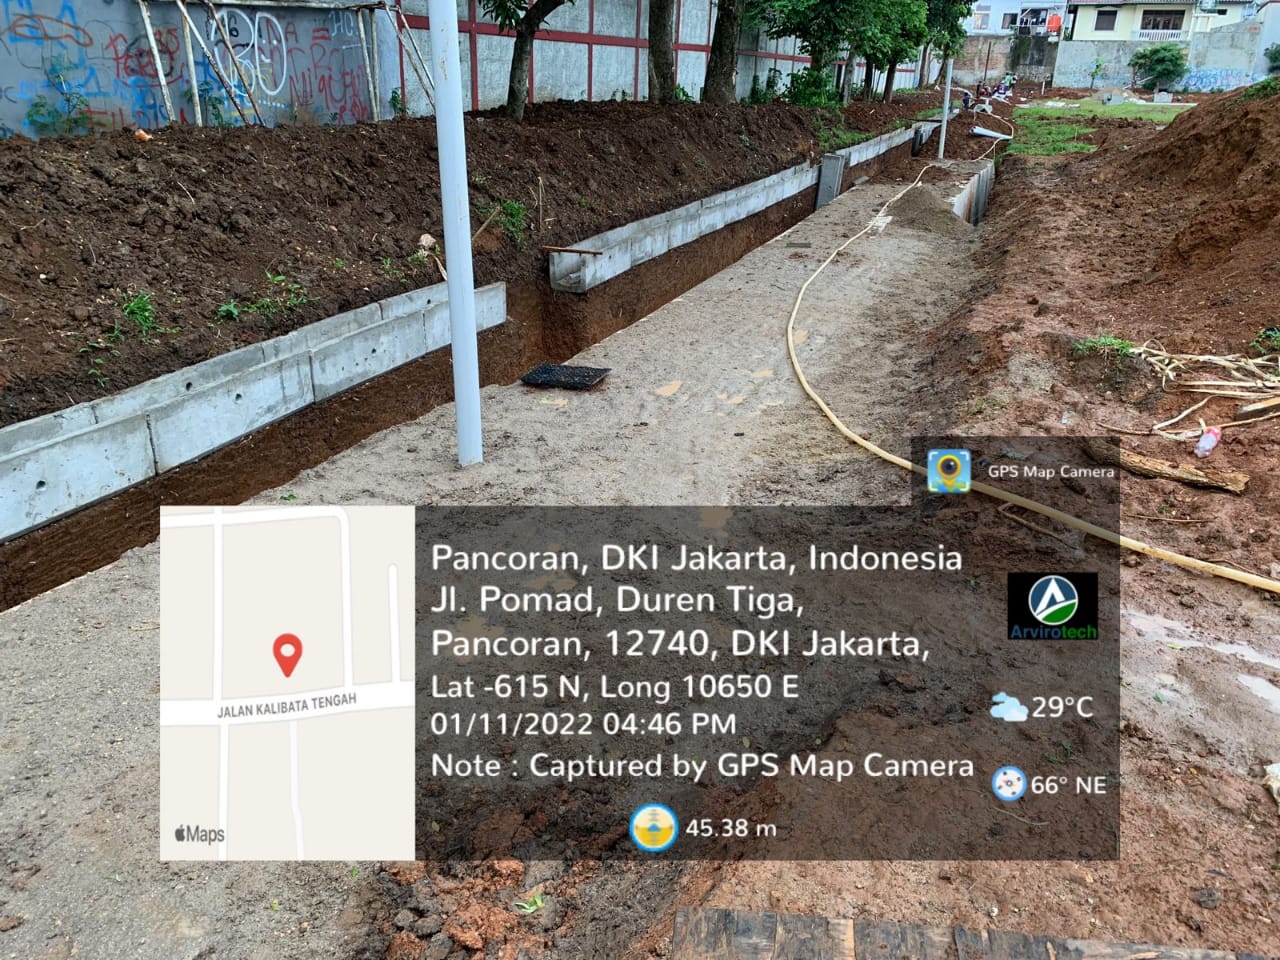 GPS Map Camera
Pancoran, DKI Jakarta, Indonesia
Jl. Pomad, Duren Tiga,
Pancoran, 12740, DKI Jakarta,
Lat -615 N, Long 10650 E
01/11/2022 04:46 PM
Note : Captured by GPS Map Camera
45.38 m
Arvirotech
29°C
66° NE
JALAN KALIBATA TENGAH
Maps